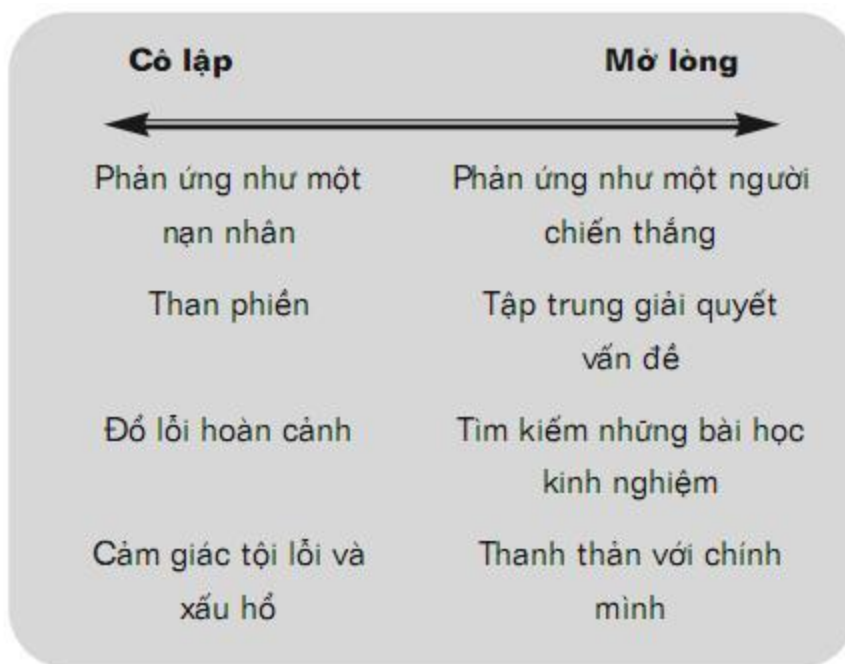 Cô lập Mở lòng
Phản ứng như một Phản ứng như một người
nạn nhân chiến thắng
Than phiền Tập trung giải quyết
vấn đề
Đổ lỗi hoàn cảnh Tìm kiếm những bài học
kinh nghiệm
Cảm giác tội lỗi và Thanh thản với chính
xấu hổ mình